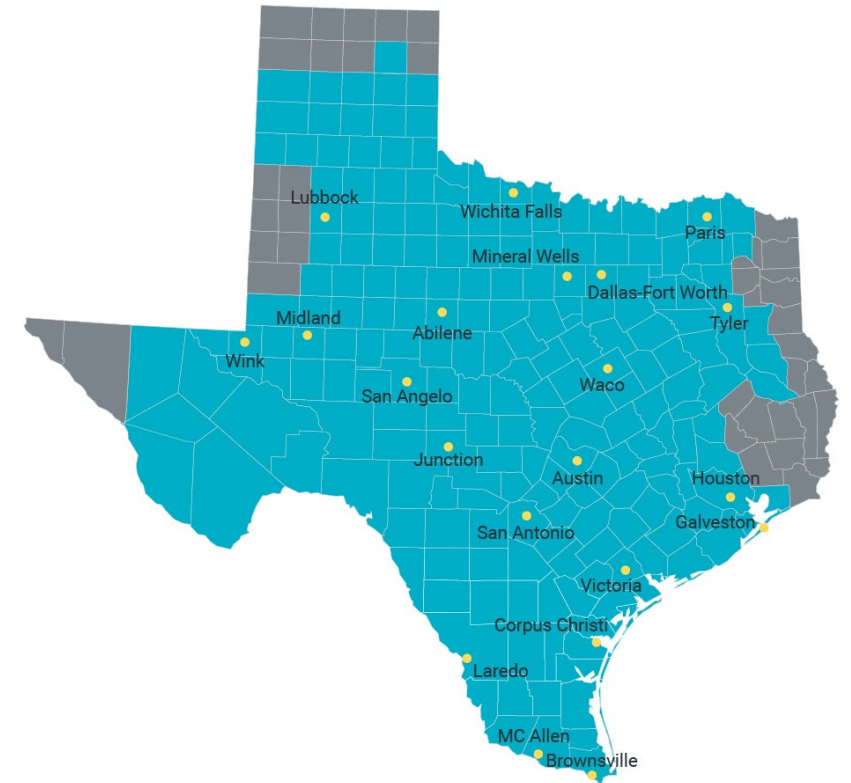 Lubbock
Wichita Falls
Paris
Mineral Wells
Dallas-Fort Worth
Midland
Abilene
Tyler
Wink
San Angelo
Waco
Junction
Austin
Houston
San Antonio
Galveston
Victoria
Corpus Christi
Laredo
MC Allen
Brownsville